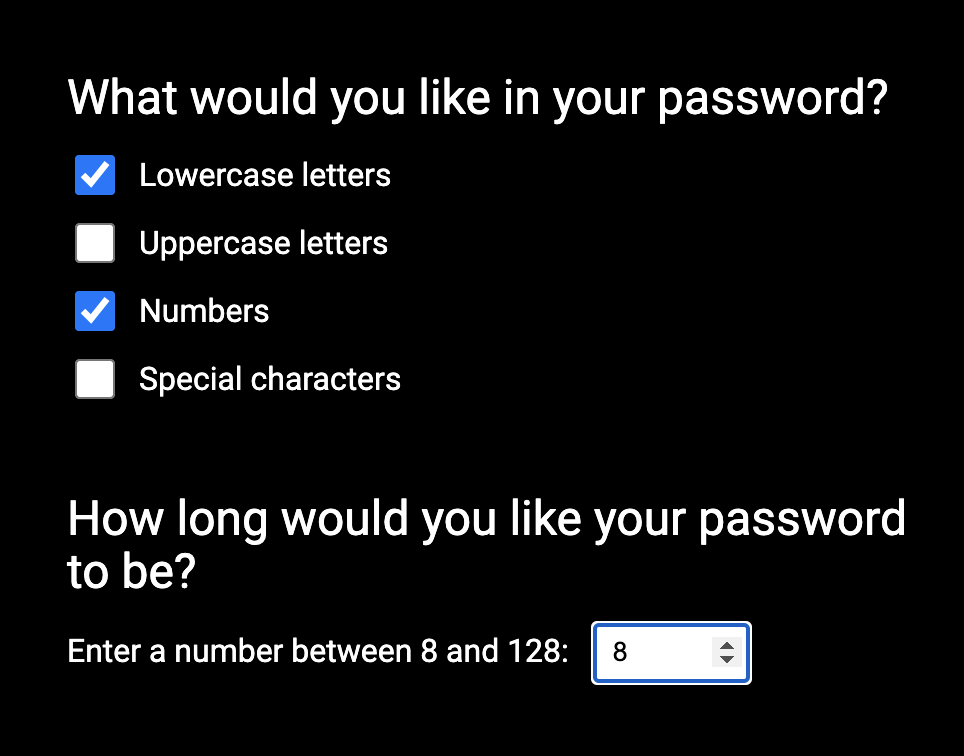 What would you like in your password?
Lowercase letters
Uppercase letters
Numbers
Special characters
How long would you like your password
to be?
Enter a number between 8 and 128: 8